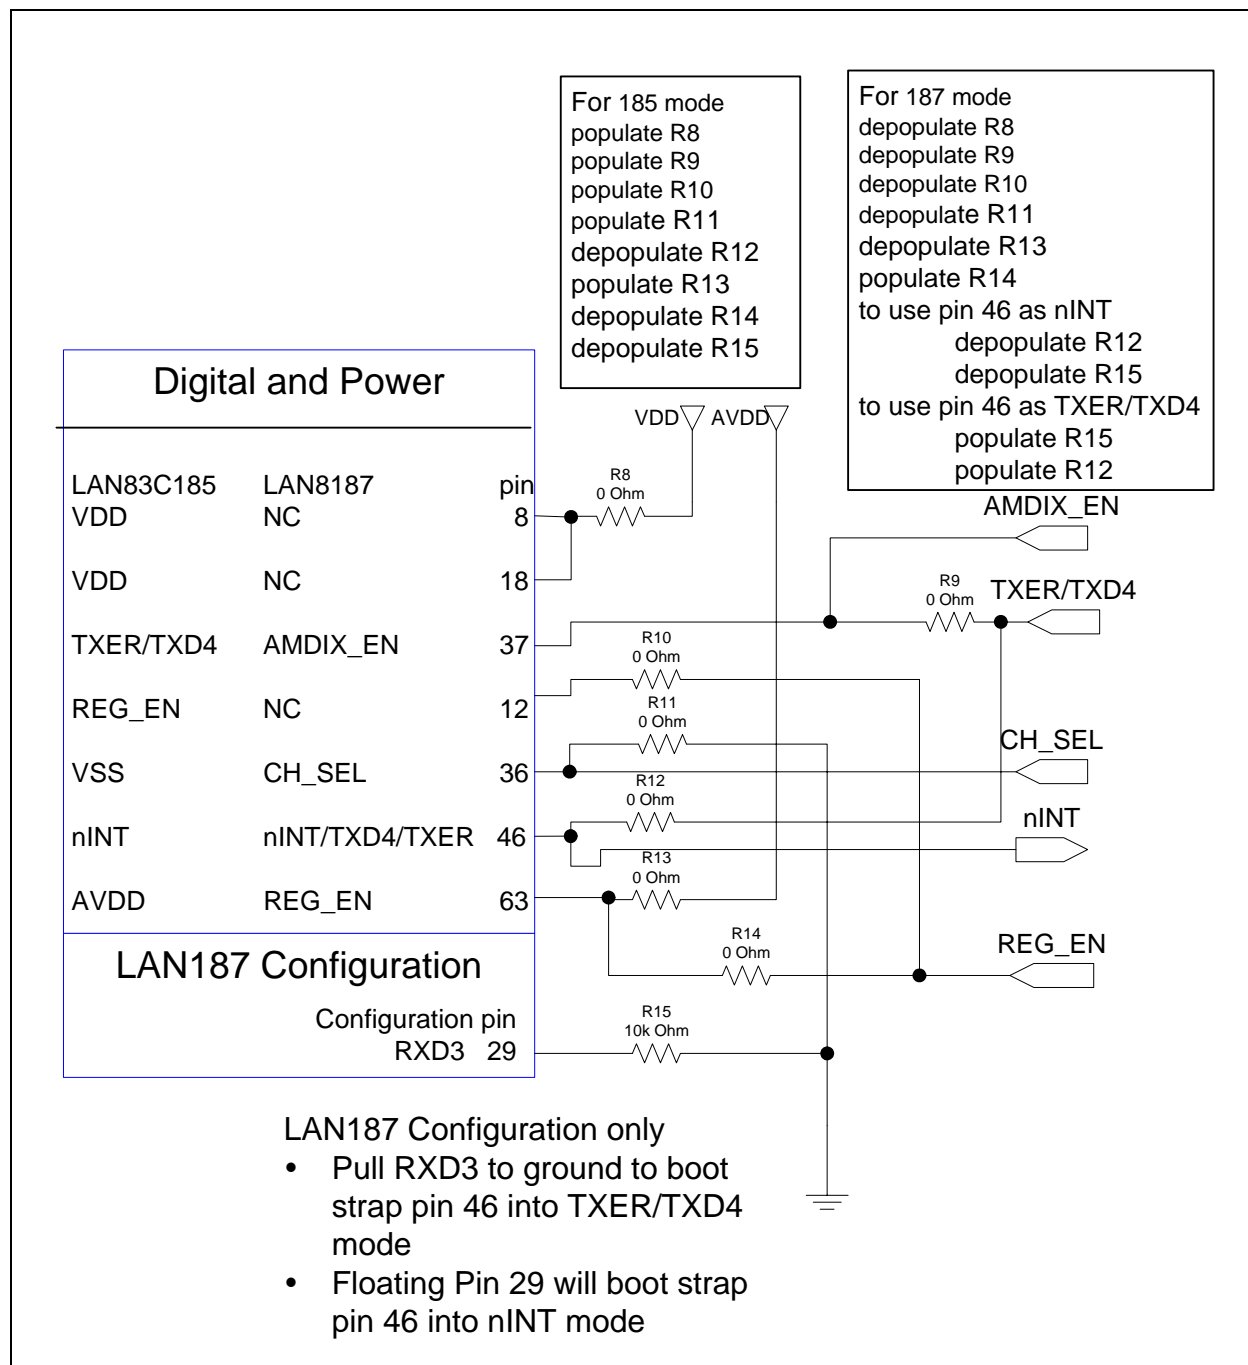 For 185 mode
populate R8
populate R9
populate R10
populate R11
depopulate R12
populate R13
depopulate R14
depopulate R15
For 187 mode
depopulate R8
depopulate R9
depopulate R10
depopulate R11
depopulate R13
populate R14
to use pin 46 as nINT
depopulate R12
depopulate R15
to use pin 46 as TXER/TXD4
populate R15
populate R12
Digital and Power
LAN83C185 LAN8187 pin
VDD NC 8
VDD NC 18
TXER/TXD4 AMDIX_EN 37
REG_EN NC 12
VSS CH_SEL 36
nINT nINT/TXD4/TXER 46
AVDD REG_EN 63
LAN187 Configuration
Configuration pin
RXD3 29
VDD AVDD
R8
0 Ohm
AMDIX_EN
R9
0 Ohm
TXER/TXD4
R10
0 Ohm
R11
0 Ohm
CH_SEL
R12
0 Ohm
nINT
R13
0 Ohm
R14
0 Ohm
REG_EN
R15
10k Ohm
LAN187 Configuration only
• Pull RXD3 to ground to boot
strap pin 46 into TXER/TXD4
mode
• Floating Pin 29 will boot strap
pin 46 into nINT mode